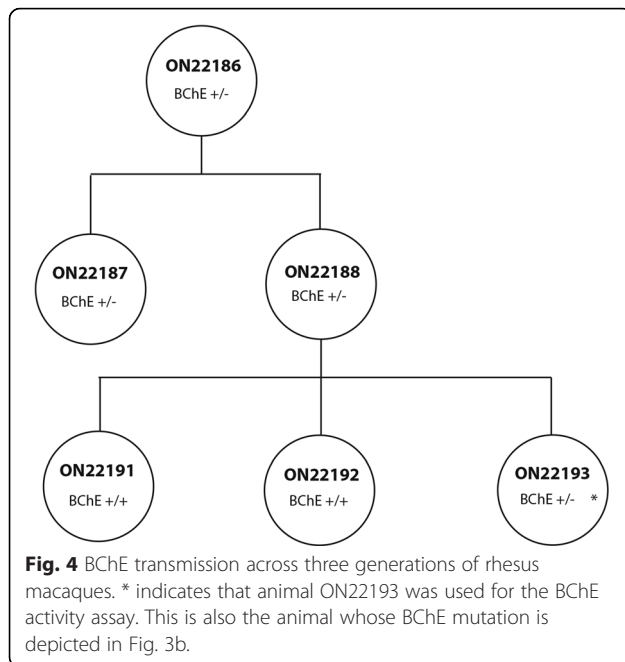 ON22186
BChE +/-
ON22187
BChE +/-
ON22188
BChE +/-
ON22191
BChE +/+
ON22192
BChE +/+
ON22193
BChE +/- *
Fig. 4 BChE transmission across three generations of rhesus
macaques. * indicates that animal ON22193 was used for the BChE
activity assay. This is also the animal whose BChE mutation is
depicted in Fig. 3b.